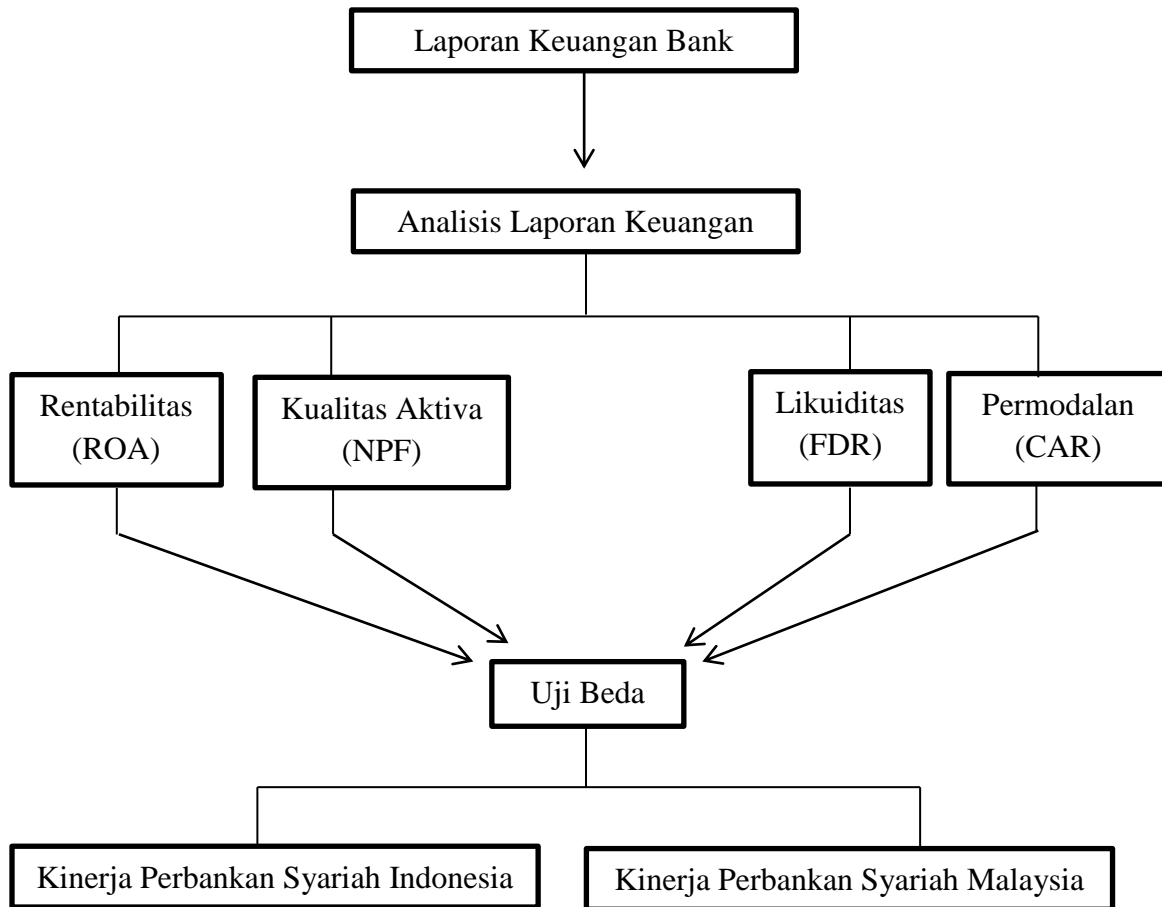 Laporan Keuangan Bank
Analisis Laporan Keuangan
Rentabilitas
(ROA)
Kualitas Aktiva
(NPF)
Likuiditas
(FDR)
Permodalan
(CAR)
Uji Beda
Kinerja Perbankan Syariah Indonesia
Kinerja Perbankan Syariah Malaysia